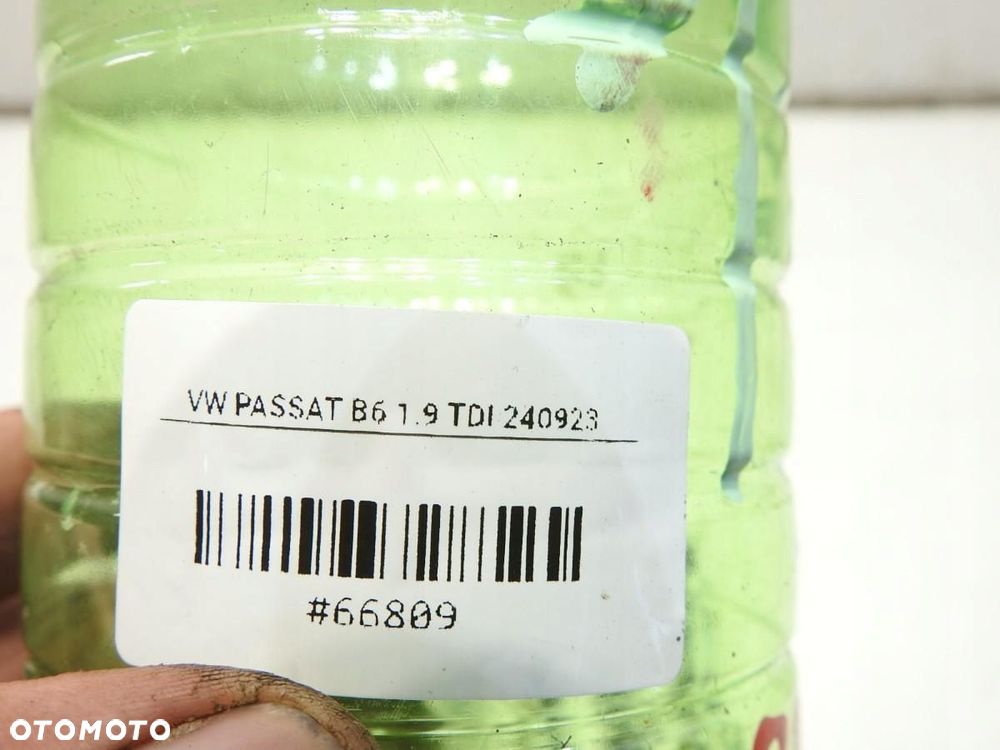 VW PASSAT B6 1.9 TDI 240923
#66809
OTOMOTO